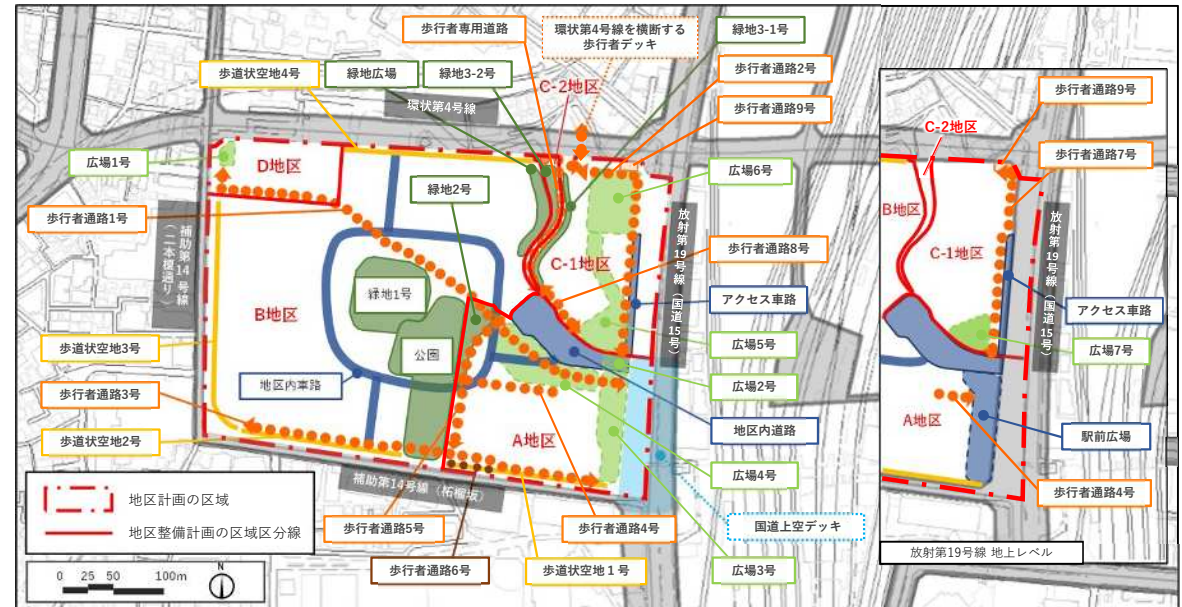 歩行者専用道路
環状第4号線を横断する
歩行者デッキ
緑地3-1号
歩道状空地4号
緑地広場
緑地3-2号
C-2地区
歩行者通路2号
環状第4号線
歩行者通路9号
広場1号
D地区
緑地2号
広場6号
歩行者通路1号
補助第14号線
(二本榎通り)
放射第19号線(国道15号)
歩行者通路8号
C-1地区
緑地1号
アクセス車路
B地区
公園
広場5号
歩道状空地3号
地区内車路
広場2号
歩行者通路3号
地区内道路
歩道状空地2号
A地区
広場4号
補助第14号線(柘榴坂)
国道上空デッキ
歩行者通路5号
歩行者通路4号
歩行者通路6号
歩道状空地1号
広場3号
地区計画の区域
地区整備計画の区域区分線
0 25 50 100m
N
歩行者通路9号
C-2地区
歩行者通路7号
B地区
放射第19号線(国道15号)
C-1地区
アクセス車路
広場7号
A地区
駅前広場
歩行者通路4号
放射第19号線 地上レベル